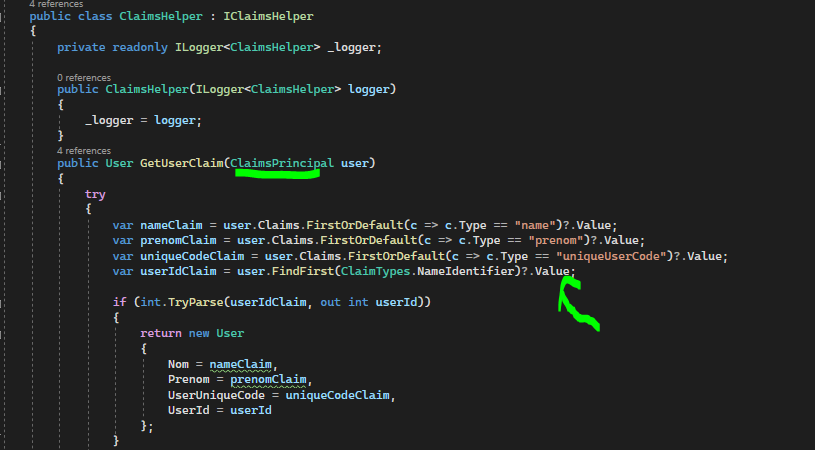 4 references
public class ClaimsHelper : IClaimsHelper
{
private readonly ILogger<ClaimsHelper> _logger;
0 references
public ClaimsHelper(ILogger<ClaimsHelper> logger)
{
_logger = logger;
}
4 references
public User GetUserClaim(ClaimsPrincipal user)
{
try
{
var nameClaim = user.Claims.FirstOrDefault(c => c.Type == "name")?.Value;
var prenomClaim = user.Claims.FirstOrDefault(c => c.Type == "prenom")?.Value;
var uniqueCodeClaim = user.Claims.FirstOrDefault(c => c.Type == "uniqueUserCode")?.Value;
var userIdClaim = user.FindFirst(ClaimTypes.NameIdentifier)?.Value;
if (int.TryParse(userIdClaim, out int userId))
{
return new User
{
Nom = nameClaim,
Prenom = prenomClaim,
UserUniqueCode = uniqueCodeClaim,
UserId = userId
};
}